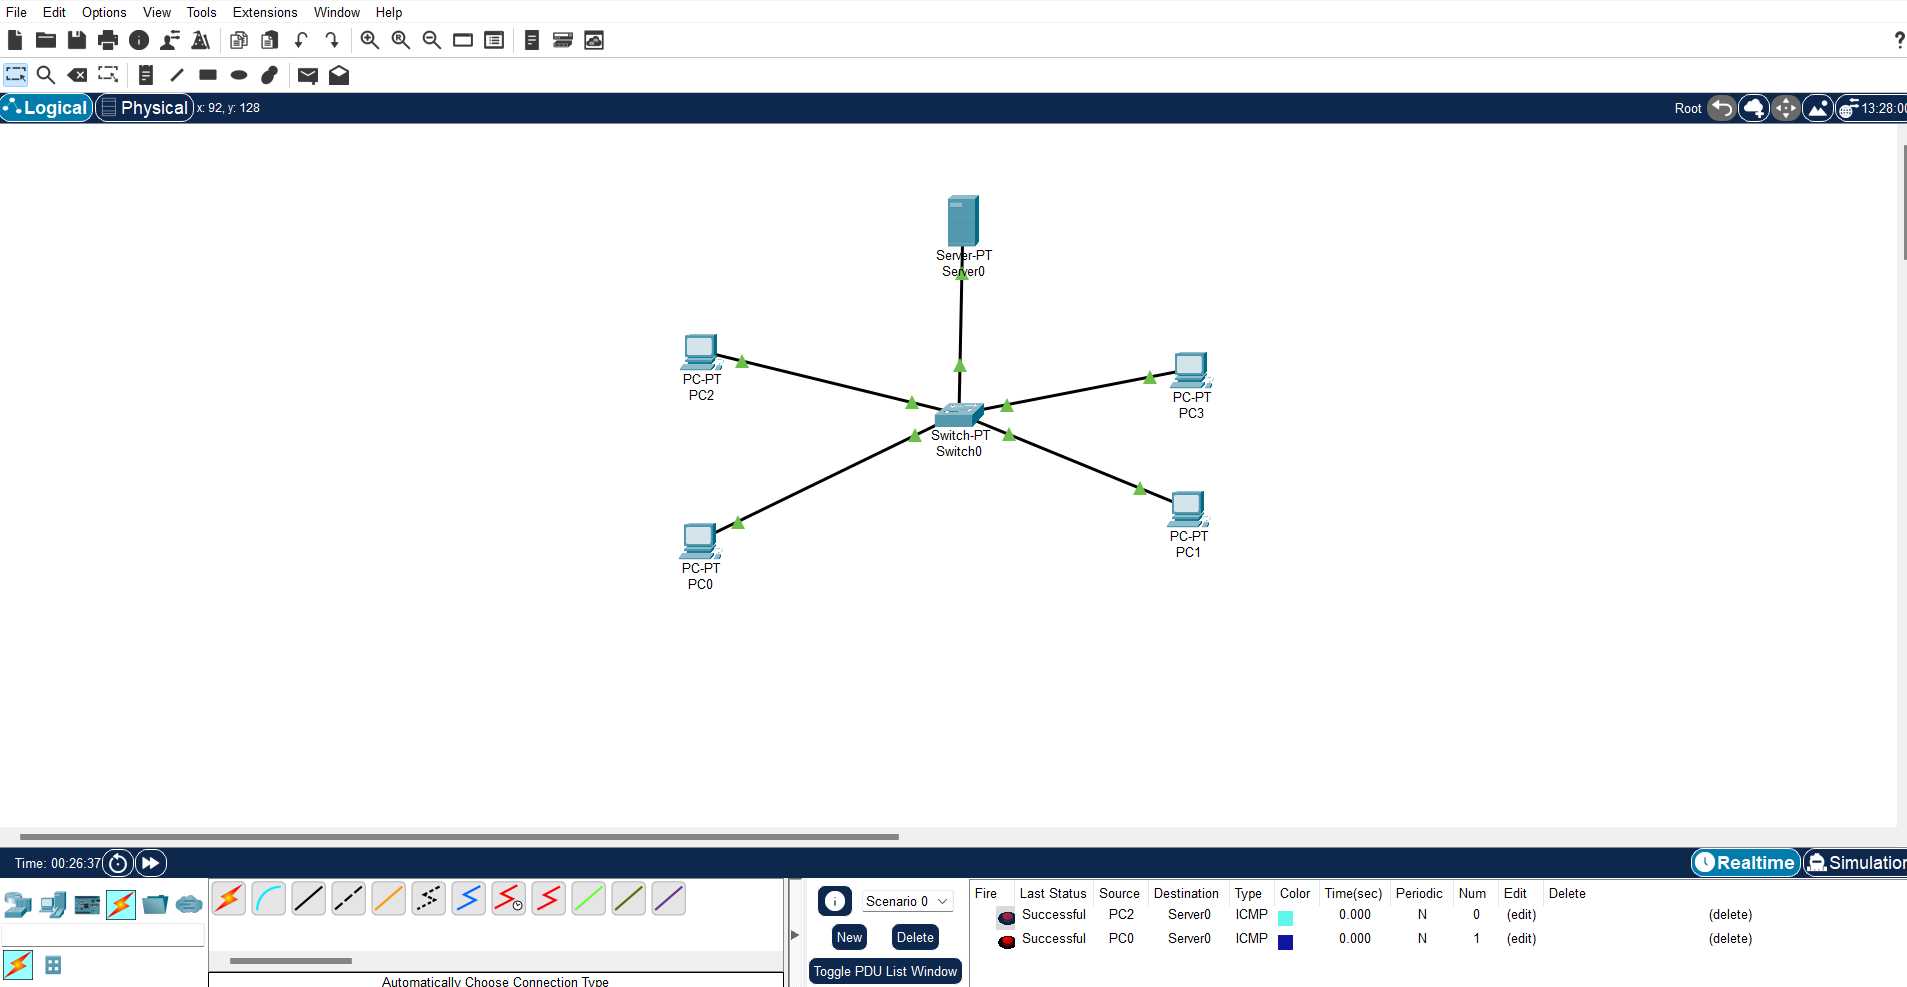 File Edit Options View Tools Extensions Window Help
?
Logical Physical x: 92, y: 128 Root 13:28:00
Server-PT
Server0
PC-PT
PC2
PC-PT
PC3
Switch-PT
Switch0
PC-PT
PC1
PC-PT
PC0
Time: 00:26:37 Realtime Simulation
Scenario 0
New Delete
Toggle PDU List Window
Automatically Choose Connection Type
Fire Last Status Source Destination Type Color Time(sec) Periodic Num Edit Delete
Successful PC2 Server0 ICMP 0.000 N 0 (edit) (delete)
Successful PC0 Server0 ICMP 0.000 N 1 (edit) (delete)